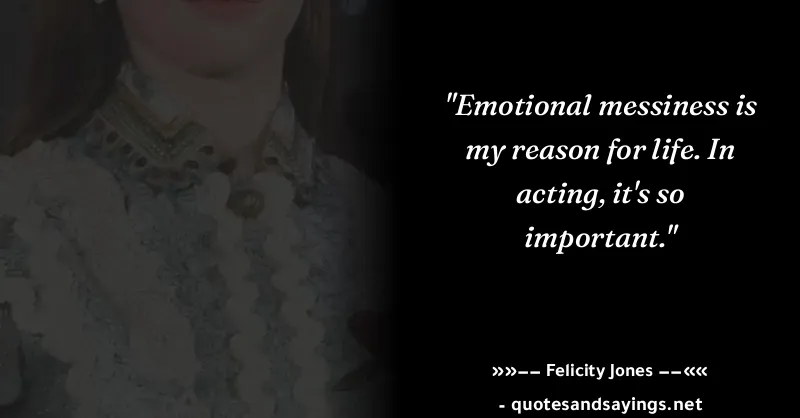 "Emotional messiness is
my reason for life. In
acting, it's so
important."
»»−− Felicity Jones −−««
- quotesandsayings.net